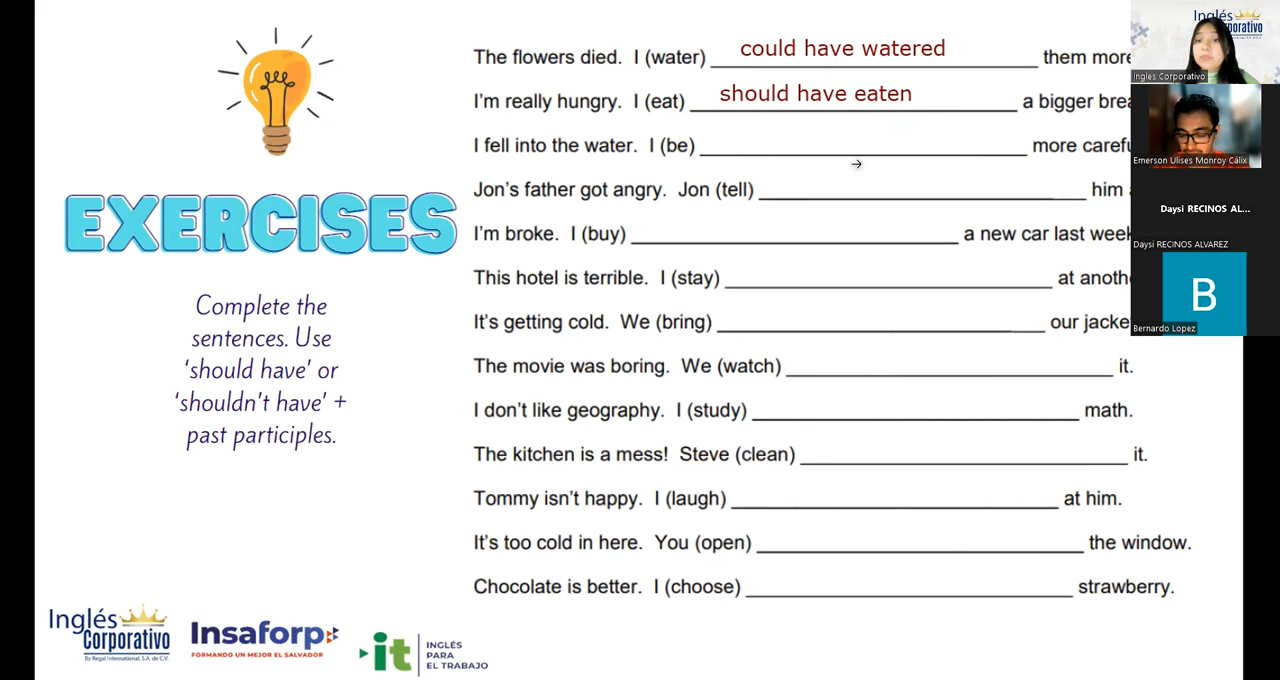 The flowers died. I (water) could have watered them more
I'm really hungry. I (eat) should have eaten a bigger
I fell into the water. I (be) more
Jon's father got angry. Jon (tell) him
I'm broke. I (buy) a new car last week
This hotel is terrible. I (stay) at
It's getting cold. We (bring) our
The movie was boring. We (watch) it.
I don't like geography. I (study) math.
The kitchen is a mess! Steve (clean) it.
Tommy isn't happy. I (laugh) at him.
It's too cold in here. You (open) the window.
Chocolate is better. I (choose) strawberry.
EXERCISES
Complete the
sentences. Use
'should have' or
'shouldn't have' +
past participles.
Inglés
Corporativo
By Regal International, S.A. de C.V.
Insaforp
FORMANDO UN MEJOR EL SALVADOR
it
INGLÉS
PARA
EL TRABAJO
Inglés
Corporativo
Ingles Corporativo
Emerson Ulises Monroy Cálix
Daysi RECINOS AL...
Daysi RECINOS ALVAREZ
B
Bernardo Lopez